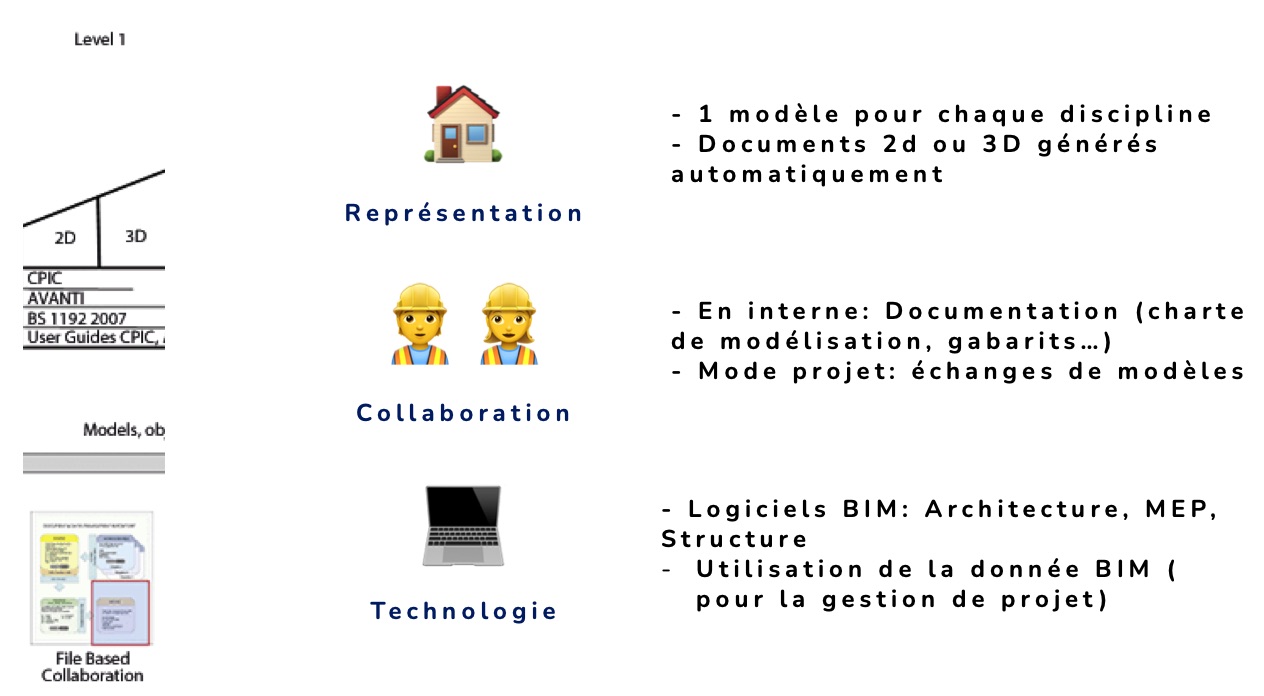 Level 1
2D
3D
CPIC
AVANTI
BS 1192 2007
User Guides CPIC,
Models,
File Based
Collaboration
Représentation
- 1 modèle pour chaque discipline
- Documents 2d ou 3D générés
automatiquement
Collaboration
- En interne: Documentation (charte
de modélisation, gabarits…)
- Mode projet: échanges de modèles
Technologie
- Logiciels BIM: Architecture, MEP,
Structure
- Utilisation de la donnée BIM (
pour la gestion de projet)